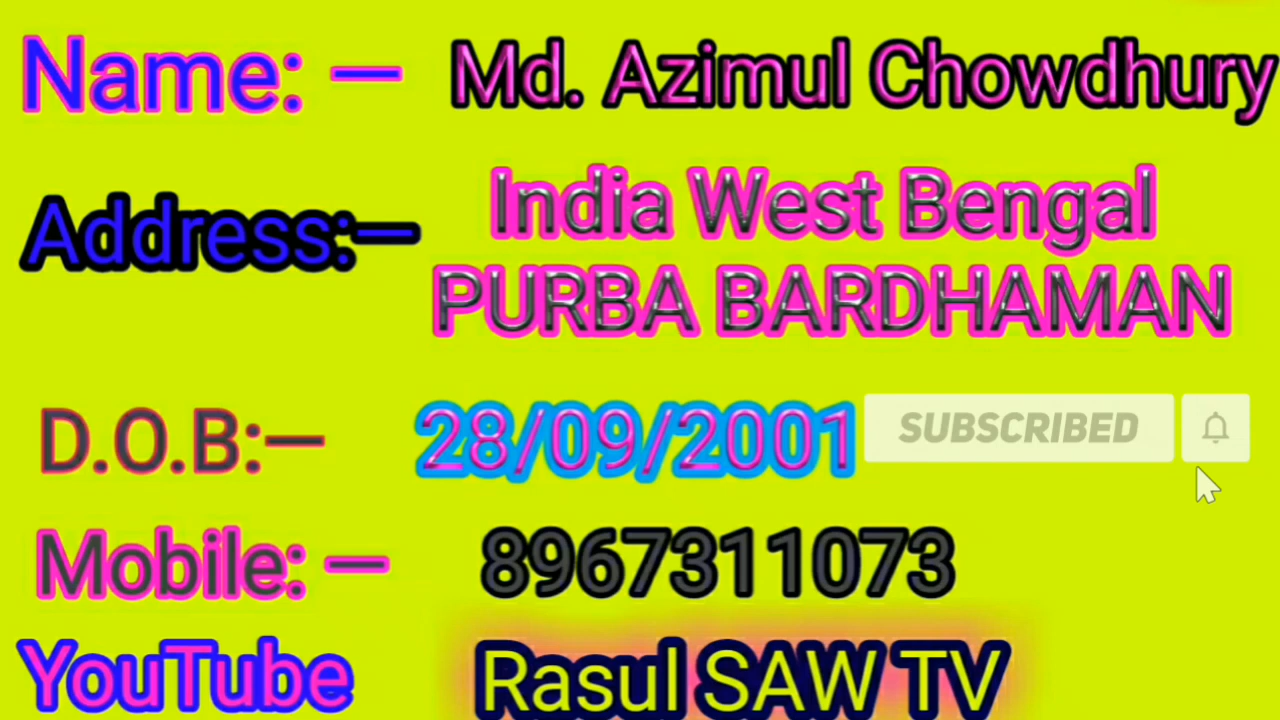 Name: — Md. Azimul Chowdhury
Address:— India West Bengal
PURBA BARDHAMAN
D.O.B:— 28/09/2001 SUBSCRIBED
Mobile: — 8967311073
YouTube Rasul SAW TV